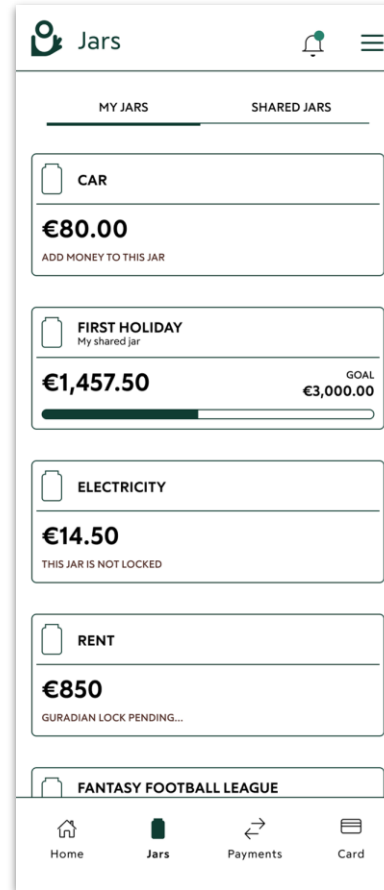 Jars
MY JARS
SHARED JARS
CAR
€80.00
ADD MONEY TO THIS JAR
FIRST HOLIDAY
My shared jar
€1,457.50
GOAL
€3,000.00
ELECTRICITY
€14.50
THIS JAR IS NOT LOCKED
RENT
€850
GURADIAN LOCK PENDING...
FANTASY FOOTBALL LEAGUE
Home
Jars
Payments
Card